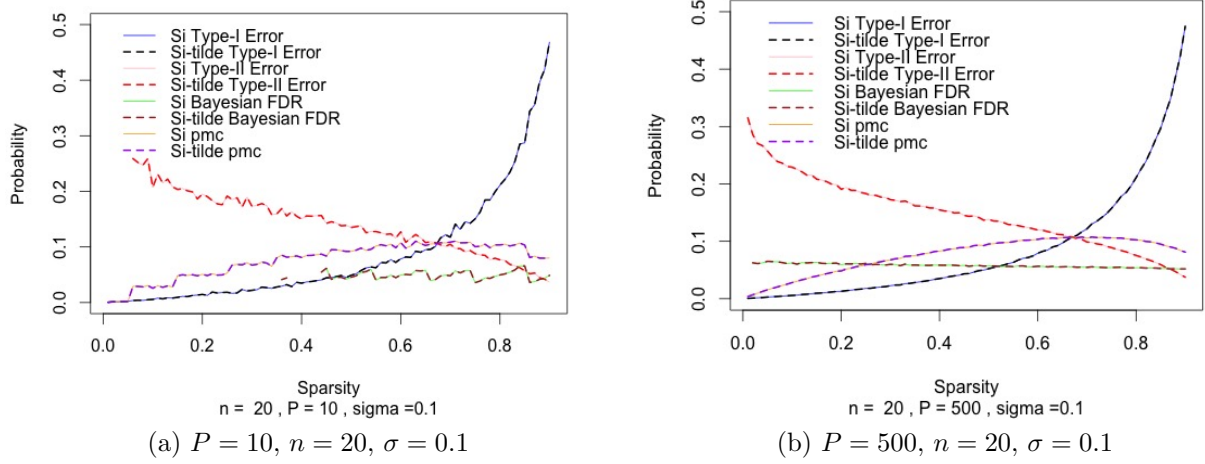 Si Type-I Error
Si-tilde Type-I Error
Si Type-II Error
Si-tilde Type-II Error
Si Bayesian FDR
Si-tilde Bayesian FDR
Si pmc
Si-tilde pmc
Probability
0.5
0.4
0.3
0.2
0.1
0.0
0.0 0.2 0.4 0.6 0.8
Sparsity
n = 20 , P = 10 , sigma =0.1
(a) P = 10, n = 20, σ = 0.1
Si Type-I Error
Si-tilde Type-I Error
Si Type-II Error
Si-tilde Type-II Error
Si Bayesian FDR
Si-tilde Bayesian FDR
Si pmc
Si-tilde pmc
Probability
0.5
0.4
0.3
0.2
0.1
0.0
0.0 0.2 0.4 0.6 0.8
Sparsity
n = 20 , P = 500 , sigma =0.1
(b) P = 500, n = 20, σ = 0.1